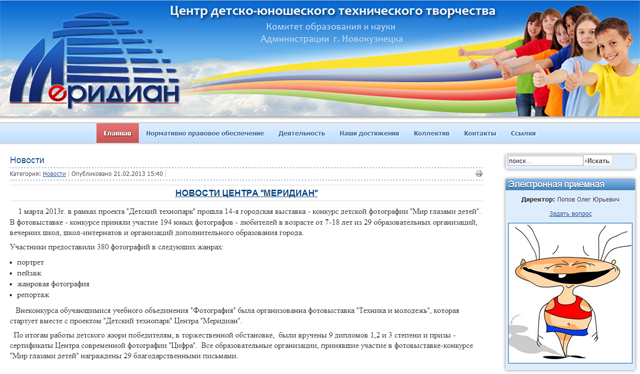 Центр детско-юношеского технического творчества
Комитет образования и науки
Администрации г. Новокузнецка
Меридиан
Главная
Нормативно правовое обеспечение
Деятельность
Наши достижения
Коллектив
Контакты
Ссылки
Новости
Категория: Новости | Опубликовано 21.02.2013 15:40
НОВОСТИ ЦЕНТРА "МЕРИДИАН"
1 марта 2013г. в рамках проекта "Детский технопарк" прошла 14-я городская выставка - конкурс детской фотографии "Мир глазами детей".
В фотовыставке - конкурсе приняли участие 194 юных фотографов - любителей в возрасте от 7-18 лет из 29 образовательных организаций,
вечерних школ, школ-интернатов и организаций дополнительного образования города.
Участники предоставили 380 фотографий в следующих жанрах:
• портрет
• пейзаж
• жанровая фотография
• репортаж
Внеконкурса обучающимися учебного объединения "Фотография" была организованна фотовыставка "Техника и молодежь", которая
стартует вместе с проектом "Детский технопарк" Центра "Меридиан".
По итогам работы детского жюри победителям, в торжественной обстановке, были вручены 9 дипломов 1,2 и 3 степени и призы -
сертификаты Центра современной фотографии "Цифра". Все образовательные организации, принявшие участие в фотовыставке-конкурсе
"Мир глазами детей" награждены 29 благодарственными письмами.
поиск...
Искать
Электронная приемная
Директор: Попов Олег Юрьевич
Задать вопрос